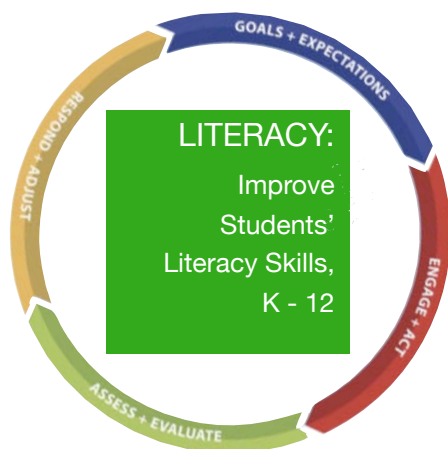 GOALS + EXPECTATIONS
RESPOND + ADJUST
LITERACY:
Improve
Students’
Literacy Skills,
K - 12
ENGAGE + ACT
ASSESS + EVALUATE